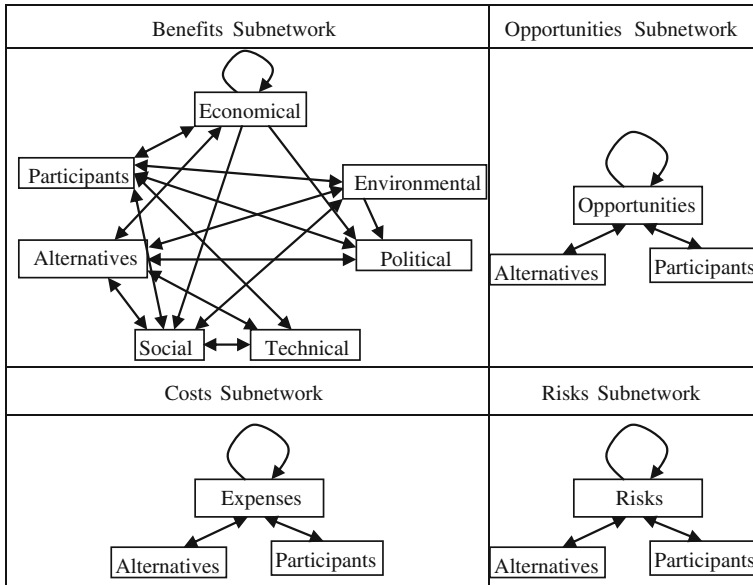 Benefits Subnetwork
Opportunities Subnetwork
Economical
Participants
Environmental
Alternatives
Political
Social
Technical
Opportunities
Alternatives
Participants
Costs Subnetwork
Risks Subnetwork
Expenses
Alternatives
Participants
Risks
Alternatives
Participants